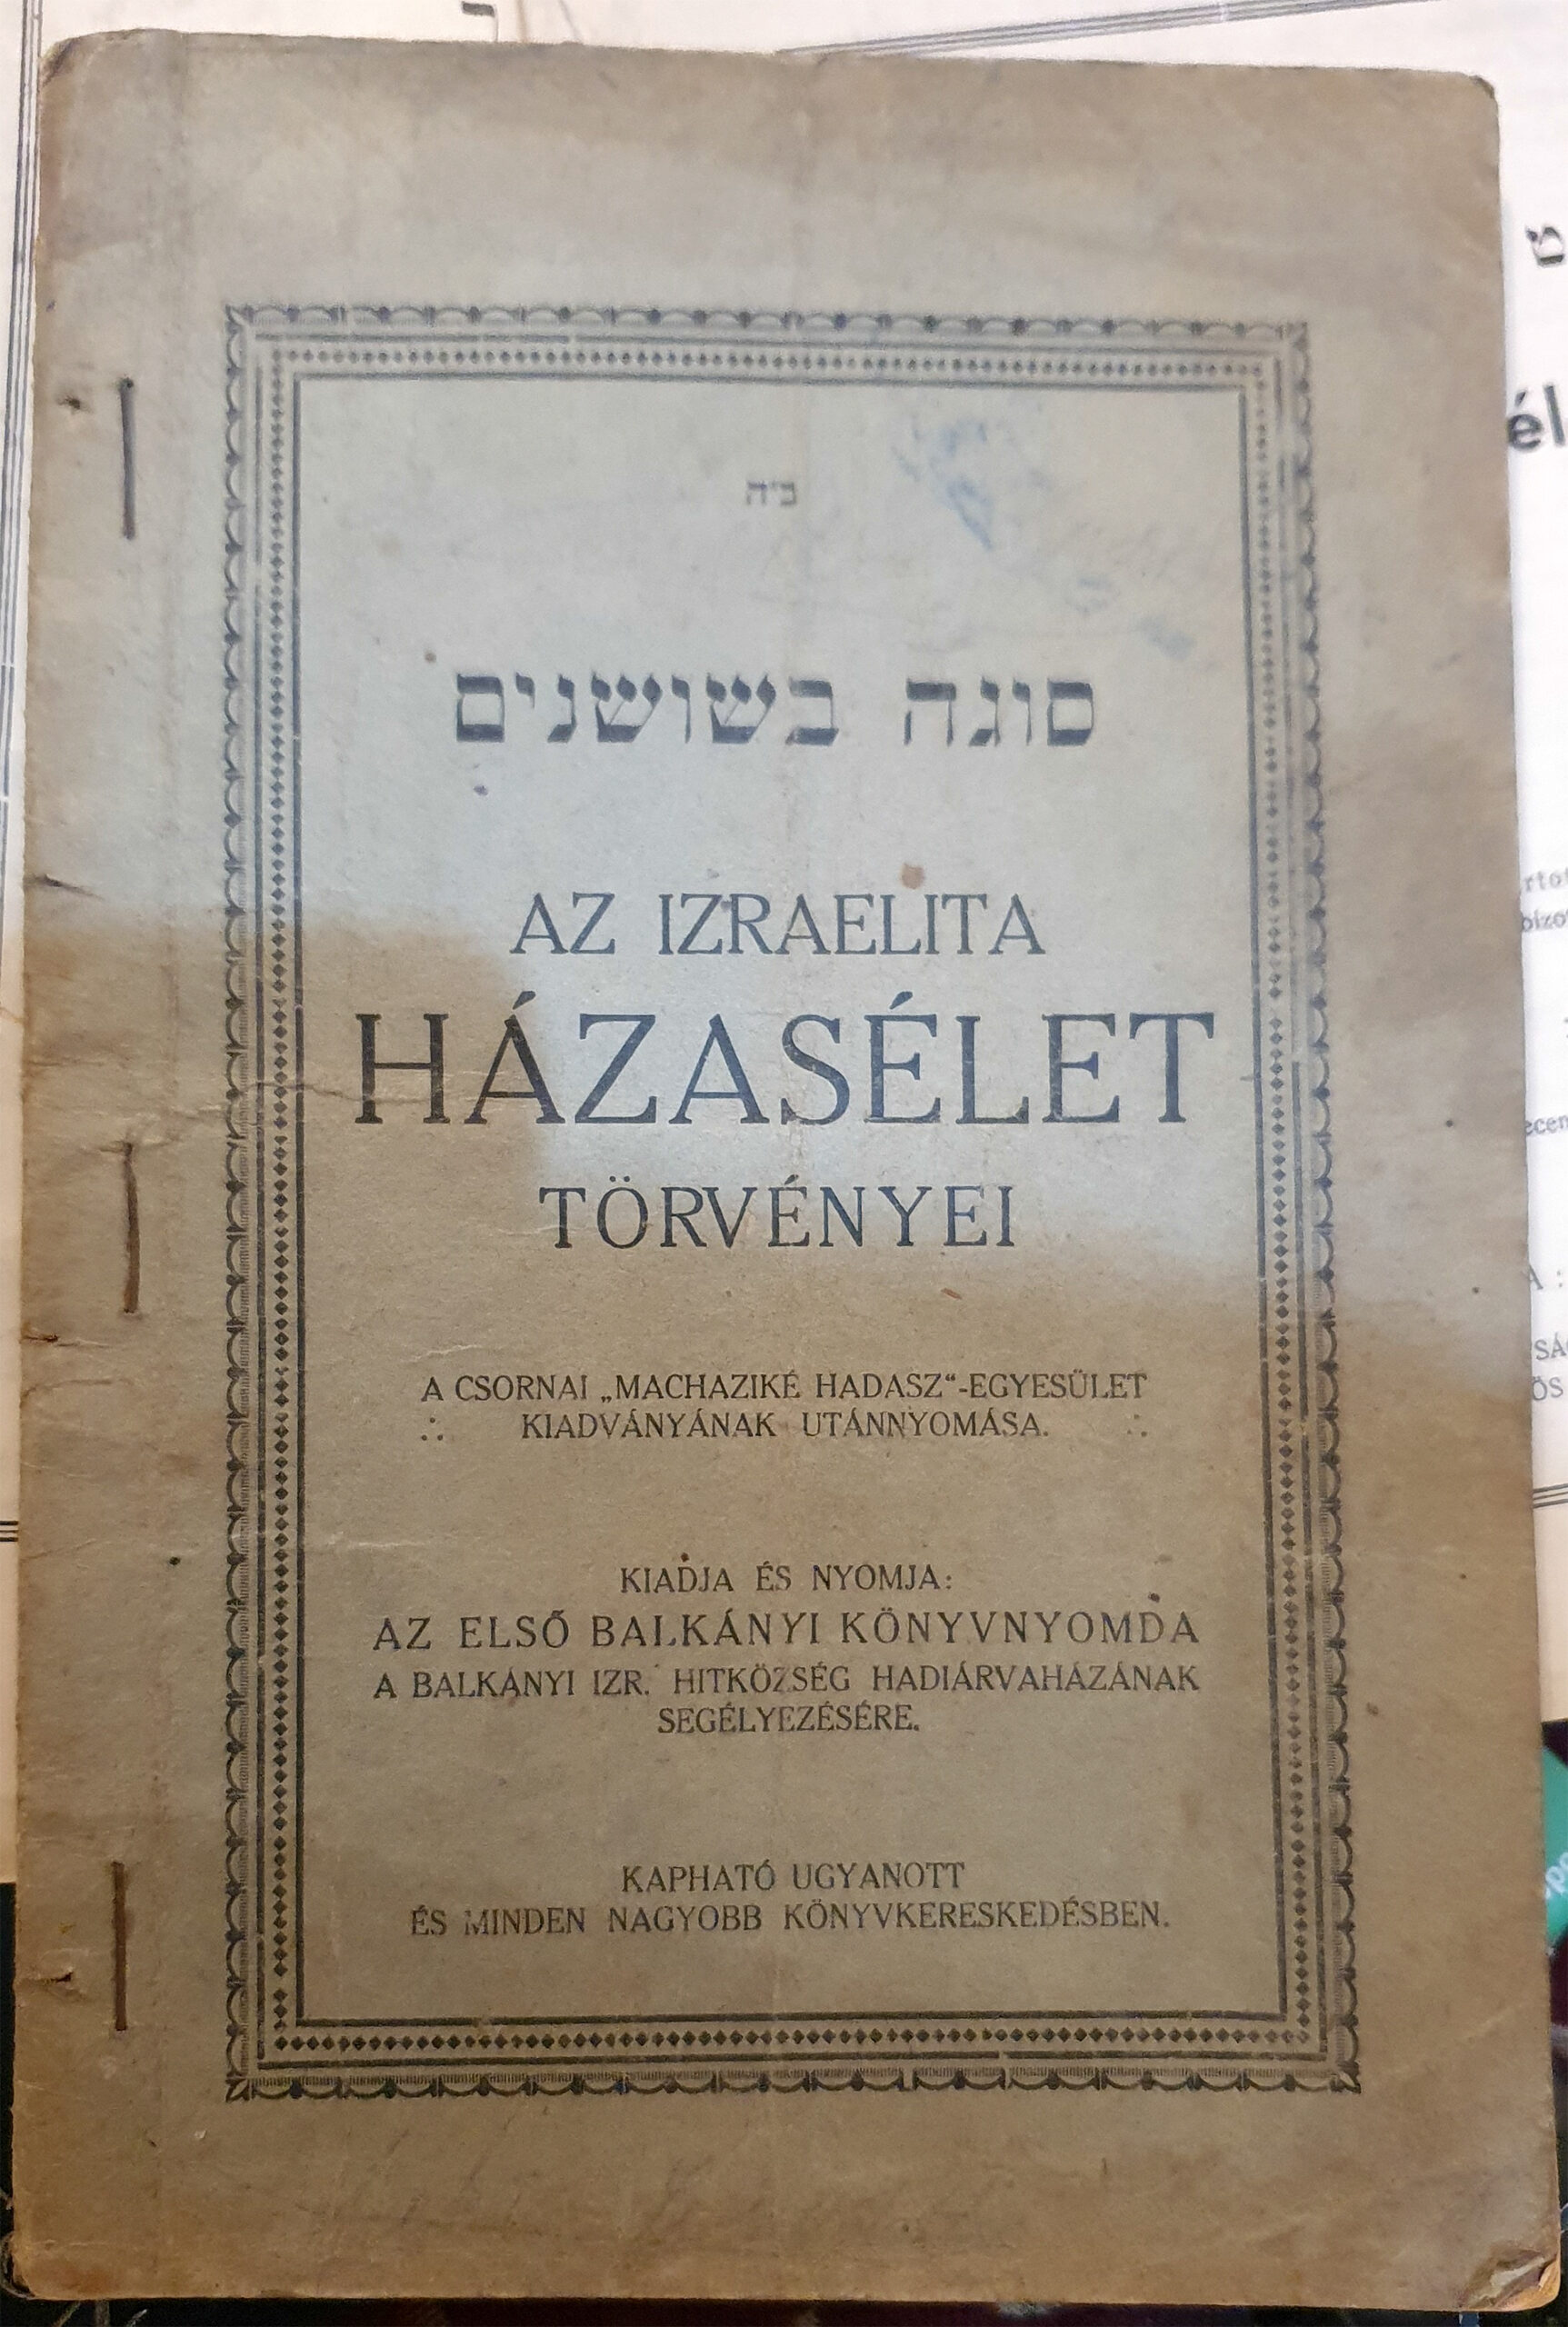 ב״ה
סוגה בשושנים
AZ IZRAELITA
HÁZASÉLET
TÖRVÉNYEI
A CSORNAI „MACHAZIKÉ HADASZ“-EGYESÜLET
KIADVÁNYÁNAK UTÁNNYOMÁSA.
KIADJA ÉS NYOMJA:
AZ ELSŐ BALKÁNYI KÖNYVNYOMDA
A BALKÁNYI IZR. HITKÖZSÉG HADIÁRVAHÁZÁNAK
SEGÉLYEZÉSÉRE.
KAPHATÓ UGYANOTT
ÉS MINDEN NAGYOBB KÖNYVKERESKEDÉSBEN.